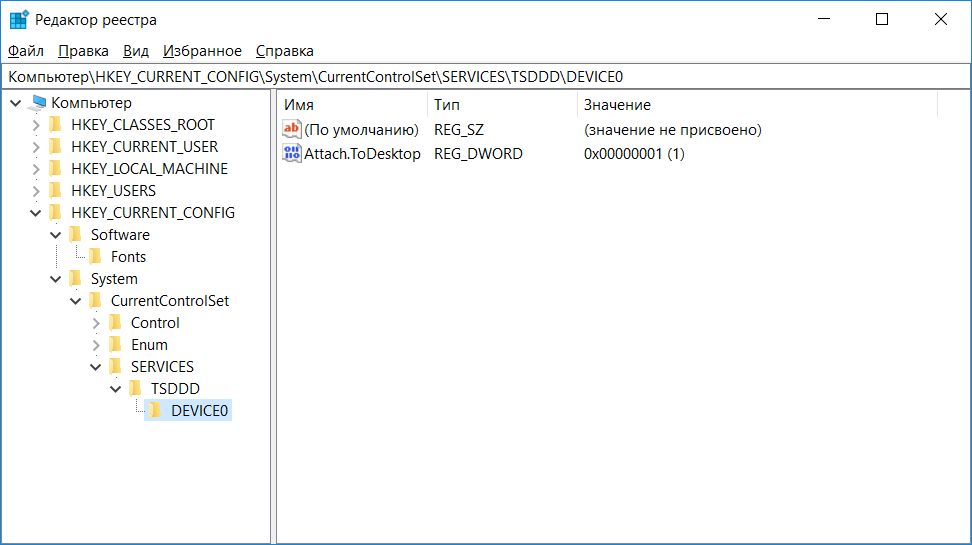 Редактор реестра
Файл Правка Вид Избранное Справка
Компьютер\HKEY_CURRENT_CONFIG\System\CurrentControlSet\SERVICES\TSDDD\DEVICE0
Компьютер
HKEY_CLASSES_ROOT
HKEY_CURRENT_USER
HKEY_LOCAL_MACHINE
HKEY_USERS
HKEY_CURRENT_CONFIG
Software
Fonts
System
CurrentControlSet
Control
Enum
SERVICES
TSDDD
DEVICE0
Имя Тип Значение
ab (По умолчанию) REG_SZ (значение не присвоено)
Attach.ToDesktop REG_DWORD 0x00000001 (1)